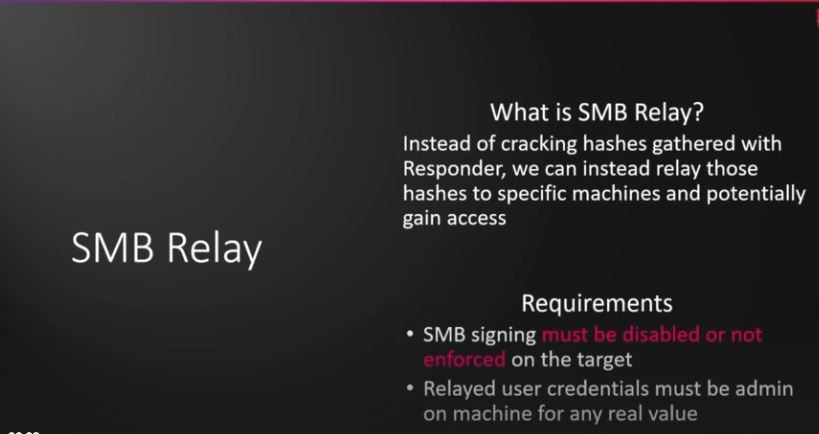 SMB Relay
What is SMB Relay?
Instead of cracking hashes gathered with
Responder, we can instead relay those
hashes to specific machines and potentially
gain access
Requirements
• SMB signing must be disabled or not
enforced on the target
• Relayed user credentials must be admin
on machine for any real value